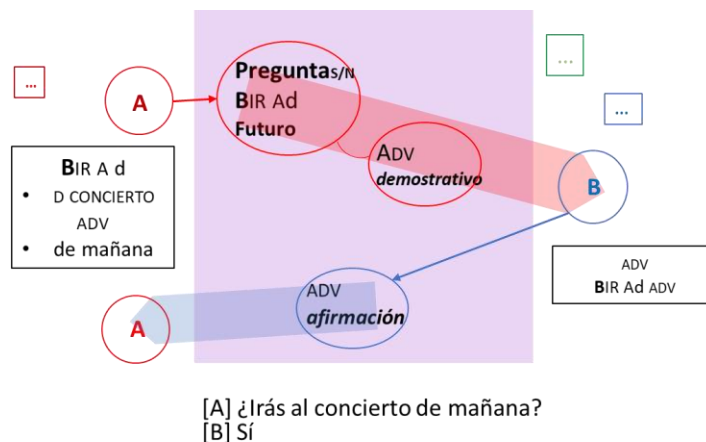 ...
A
Preguntas/N
BIR Ad
Futuro
ADV
demostrativo
...
...
B
BIR A d
• D CONCIERTO
ADV
• de mañana
ADV
afirmación
A
ADV
BIR Ad ADV
[A] ¿Irás al concierto de mañana?
[B] Sí